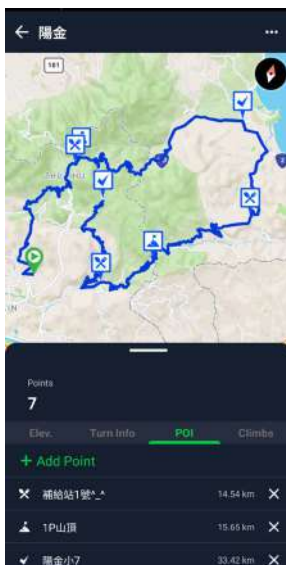 陽金
181
Points
7
Elev.
Turn Info
POI
Climbs
+ Add Point
補給站1號^_^
14.54 km
1P山頂
15.65 km
陽金小7
33.42 km